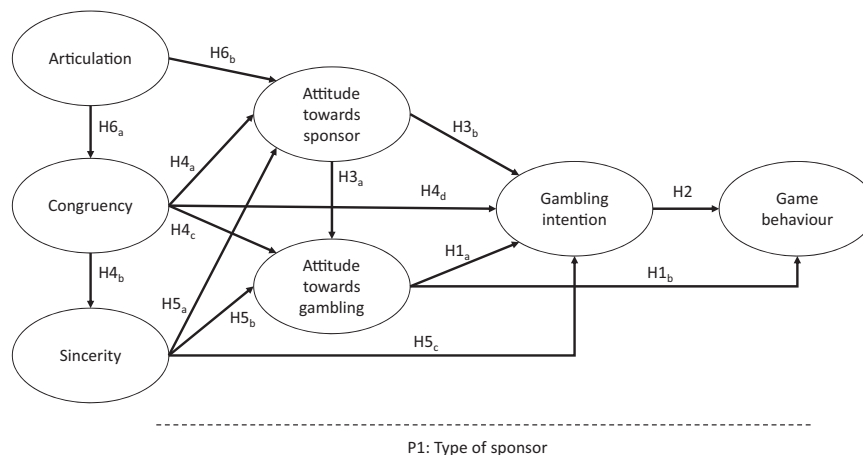 Articulation
H6b
Attitude
towards
sponsor
H6a
H4a
H3b
H3a
Congruency
H4d
Gambling
intention
H2
Game
behaviour
H4c
H4b
Attitude
towards
gambling
H1a
H1b
H5a
H5b
Sincerity
H5c
P1: Type of sponsor